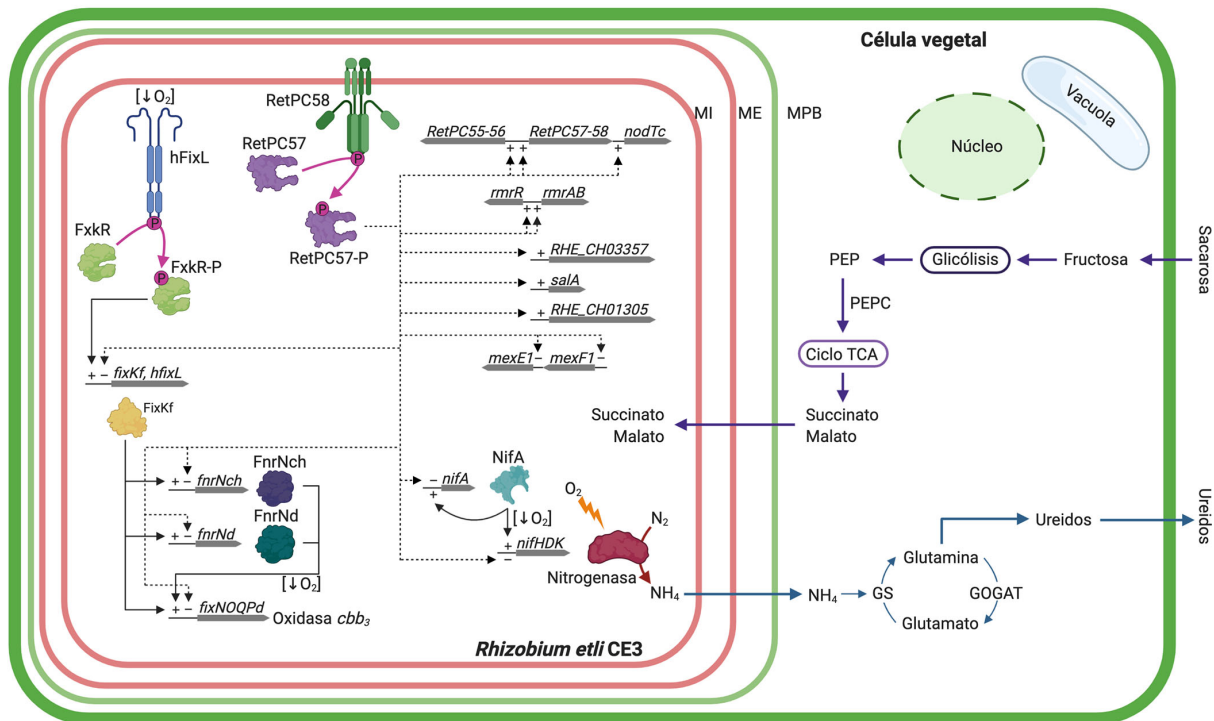 Célula vegetal
[↓O₂]
hFixL
P
FxkR
FxkR-P
P
RetPC58
RetPC57
P
P
RetPC57-P
RetPC55-56 RetPC57-58 nodTc
+ + +
rmrR rmrAB
+ +
+ RHE_CH03357
+ salA
+ RHE_CH01305
mexE1 – mexF1 –
+ – fixKf, hfixL
FixKf
+ – fnrNch
FnrNch
FnrNd
+ – fnrNd
[↓O₂]
+ – fixNOQPd Oxidasa cbb₃
– nifA
+
NifA
[↓O₂]
+ nifHDK
–
O₂
N₂
Nitrogenasa
NH₄
Rhizobium etli CE3
MI ME MPB
Núcleo
Vacuola
Sacarosa
Fructosa
Glicólisis
PEP
PEPC
Ciclo TCA
Succinato
Malato
Succinato
Malato
NH₄
GS
Glutamina
GOGAT
Glutamato
Ureidos
Ureidos